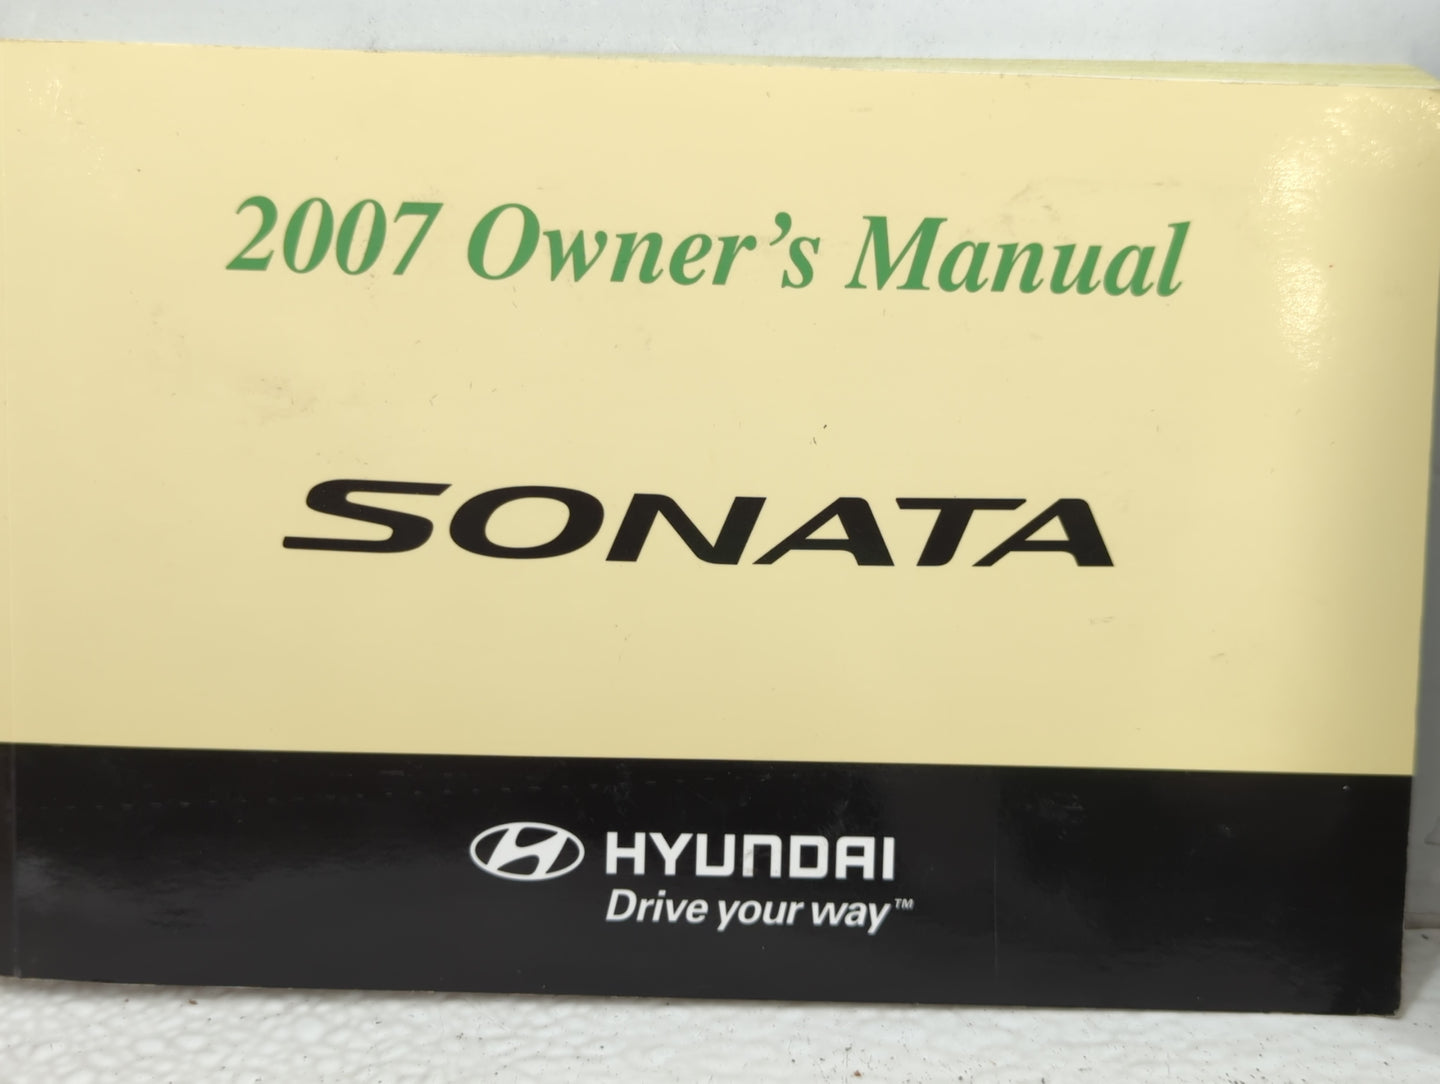 2007 Owner's Manual
SONATA
HYUNDAI
Drive your way™